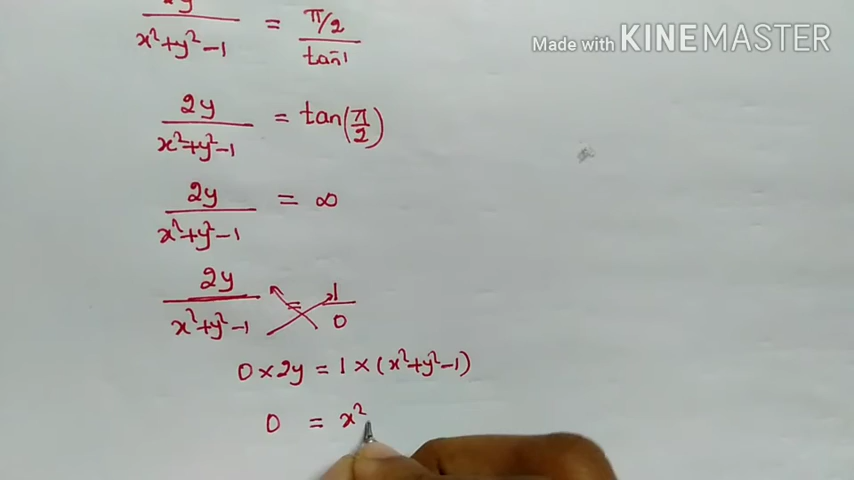 2y / x²+y²-1 = π/2 / tan⁻1
Made with KINEMASTER
2y / x²+y²-1 = tan(π/2)
2y / x²+y²-1 = ∞
2y / x²+y²-1 = 1 / 0
0 × 2y = 1 × (x²+y²-1)
0 = x²